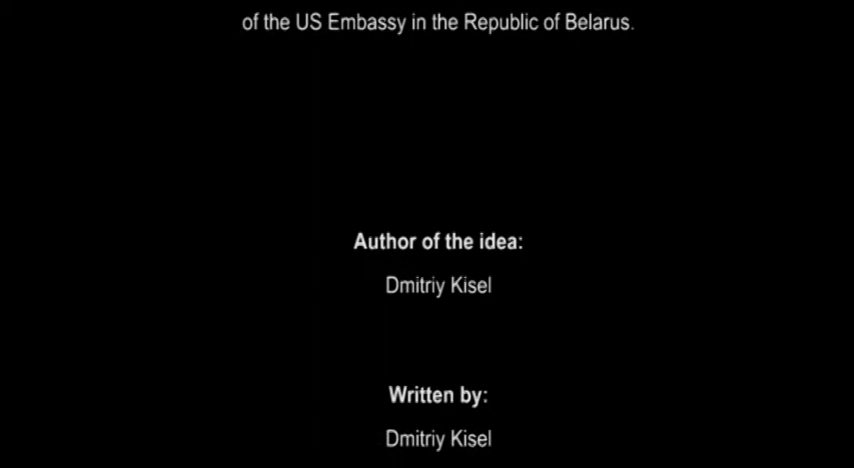 of the US Embassy in the Republic of Belarus.
Author of the idea:
Dmitriy Kisel
Written by:
Dmitriy Kisel